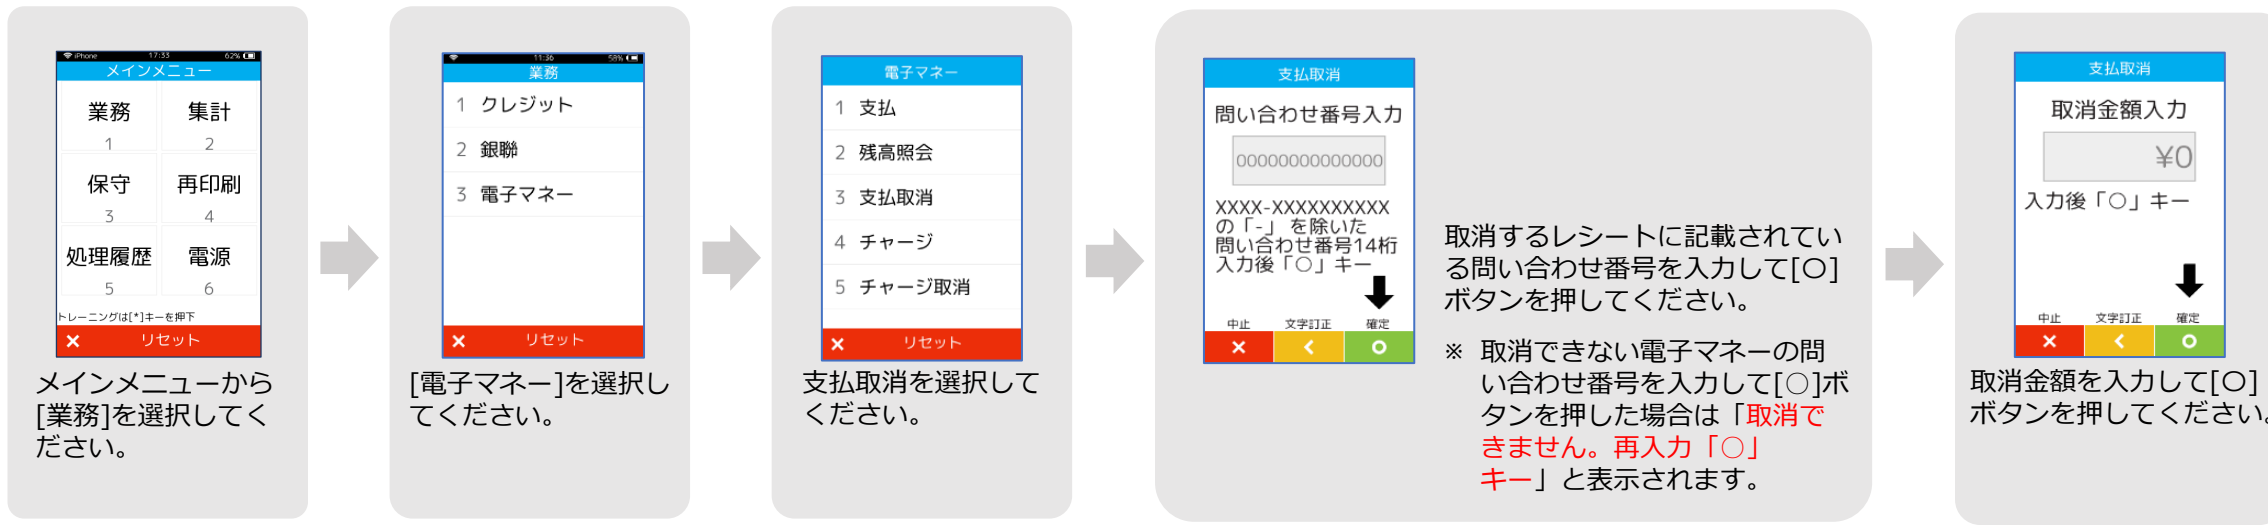 iPhone 17:33 62%
メインメニュー
業務 集計
1 2
保守 再印刷
3 4
処理履歴 電源
5 6
トレーニングは[*]キーを押下
× リセット
メインメニューから
[業務]を選択してく
ださい。
11:36 58%
業務
1 クレジット
2 銀聯
3 電子マネー
× リセット
[電子マネー]を選択し
てください。
電子マネー
1 支払
2 残高照会
3 支払取消
4 チャージ
5 チャージ取消
× リセット
支払取消を選択して
ください。
支払取消
問い合わせ番号入力
00000000000000
XXXX-XXXXXXXXXX
の「-」を除いた
問い合わせ番号14桁
入力後「○」キー
中止 文字訂正 確定
取消するレシートに記載されてい
る問い合わせ番号を入力して[〇]
ボタンを押してください。
※ 取消できない電子マネーの問
い合わせ番号を入力して[○]ボ
タンを押した場合は「取消で
きません。再入力「○」
キー」と表示されます。
支払取消
取消金額入力
¥0
入力後「○」キー
中止 文字訂正 確定
取消金額を入力して[〇]
ボタンを押してください。